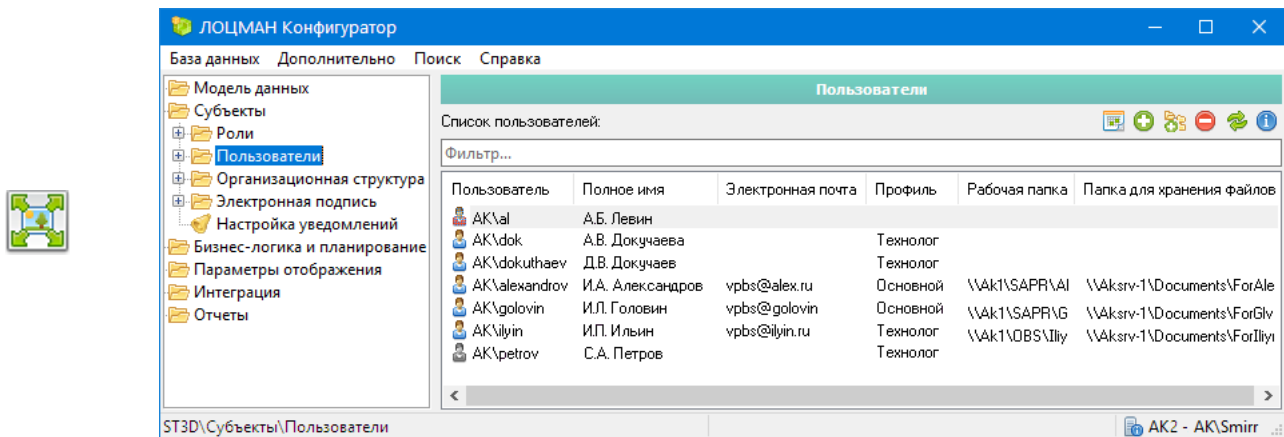 ЛОЦМАН Конфигуратор
База данных Дополнительно Поиск Справка
Модель данных
Субъекты
Роли
Пользователи
Организационная структура
Электронная подпись
Настройка уведомлений
Бизнес-логика и планирование
Параметры отображения
Интеграция
Отчеты
Пользователи
Список пользователей:
Фильтр...
Пользователь Полное имя Электронная почта Профиль Рабочая папка Папка для хранения файлов
AK\al А.Б. Левин
AK\dok А.В. Докучаева Технолог
AK\dokuthaev Д.В. Докучаев Технолог
AK\alexandrov И.А. Александров vpbs@alex.ru Основной \\Ak1\SAPR\Al \\Aksrv-1\Documents\ForAle
AK\golovin И.Л. Головин vpbs@golovin Основной \\Ak1\SAPR\G \\Aksrv-1\Documents\ForGlv
AK\ilyin И.П. Ильин vpbs@ilyin.ru Технолог \\Ak1\OBS\Iliy \\Aksrv-1\Documents\ForIliyi
AK\petrov С.А. Петров Технолог
ST3D\Субъекты\Пользователи
AK2 - AK\Smirr